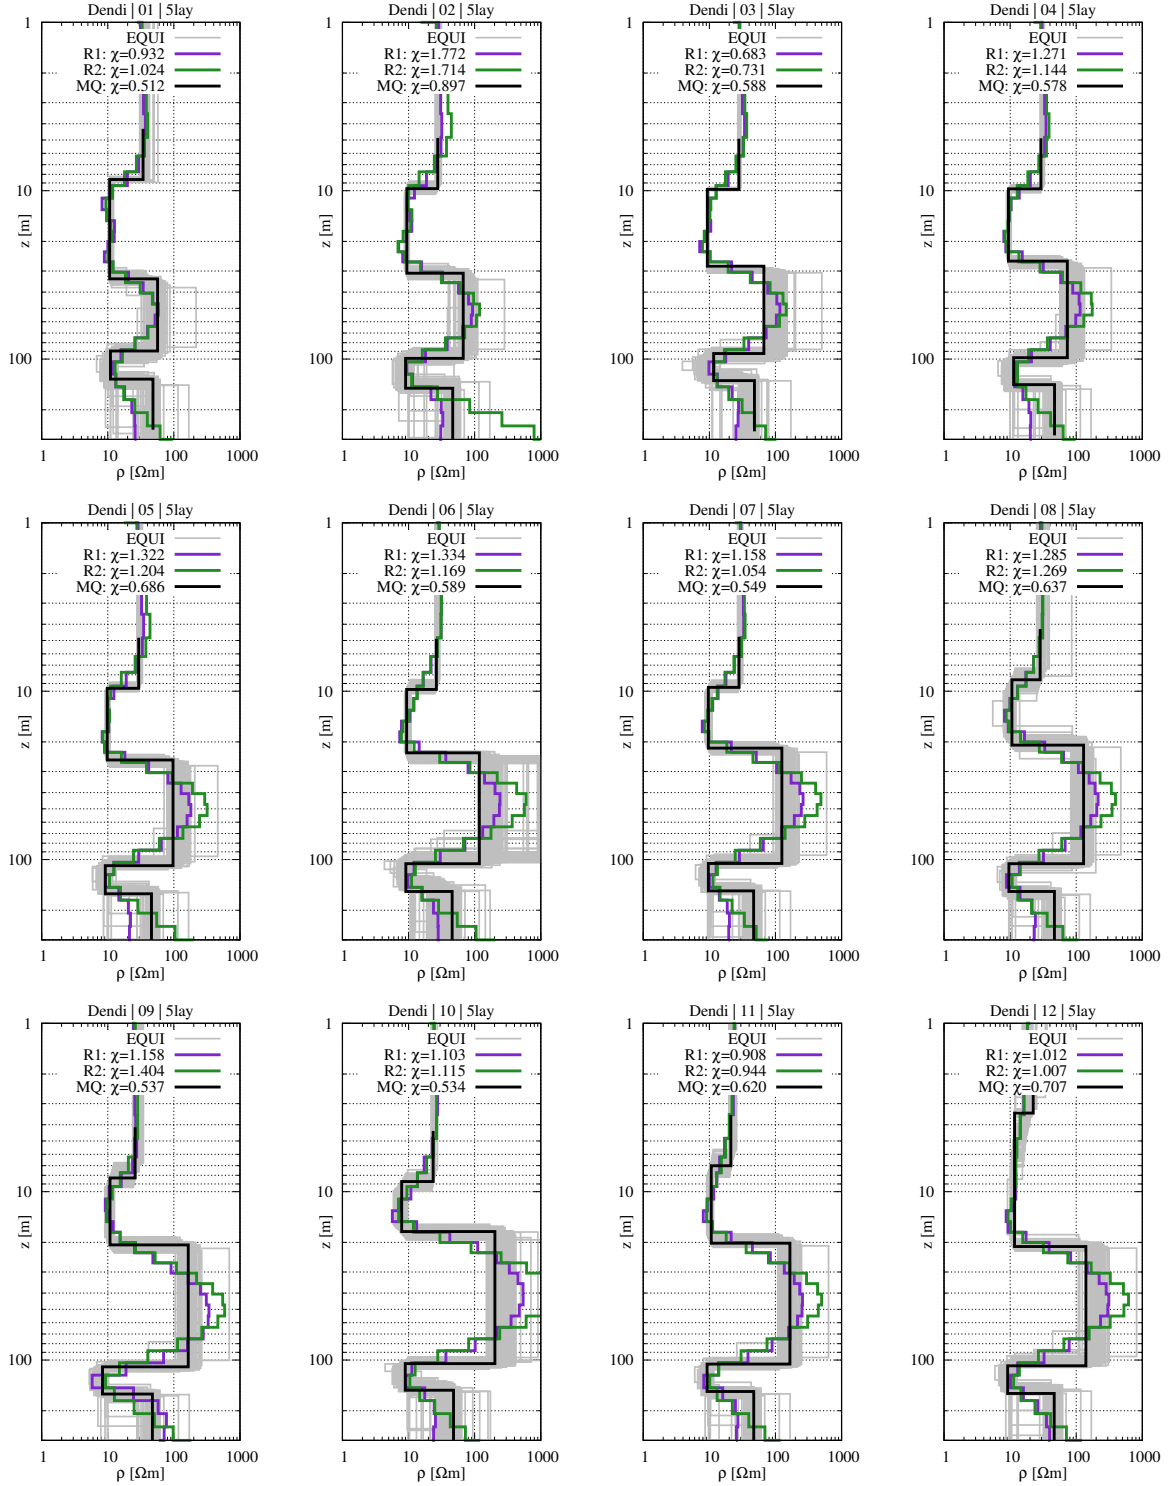 Dendi | 01 | 5lay
EQUI
R1: χ=0.932
R2: χ=1.024
MQ: χ=0.512
1
10
100
z [m]
1 10 100 1000
ρ [Ωm]
Dendi | 02 | 5lay
EQUI
R1: χ=1.772
R2: χ=1.714
MQ: χ=0.897
1
10
100
z [m]
1 10 100 1000
ρ [Ωm]
Dendi | 03 | 5lay
EQUI
R1: χ=0.683
R2: χ=0.731
MQ: χ=0.588
1
10
100
z [m]
1 10 100 1000
ρ [Ωm]
Dendi | 04 | 5lay
EQUI
R1: χ=1.271
R2: χ=1.144
MQ: χ=0.578
1
10
100
z [m]
1 10 100 1000
ρ [Ωm]
Dendi | 05 | 5lay
EQUI
R1: χ=1.322
R2: χ=1.204
MQ: χ=0.686
1
10
100
z [m]
1 10 100 1000
ρ [Ωm]
Dendi | 06 | 5lay
EQUI
R1: χ=1.334
R2: χ=1.169
MQ: χ=0.589
1
10
100
z [m]
1 10 100 1000
ρ [Ωm]
Dendi | 07 | 5lay
EQUI
R1: χ=1.158
R2: χ=1.054
MQ: χ=0.549
1
10
100
z [m]
1 10 100 1000
ρ [Ωm]
Dendi | 08 | 5lay
EQUI
R1: χ=1.285
R2: χ=1.269
MQ: χ=0.637
1
10
100
z [m]
1 10 100 1000
ρ [Ωm]
Dendi | 09 | 5lay
EQUI
R1: χ=1.158
R2: χ=1.404
MQ: χ=0.537
1
10
100
z [m]
1 10 100 1000
ρ [Ωm]
Dendi | 10 | 5lay
EQUI
R1: χ=1.103
R2: χ=1.115
MQ: χ=0.534
1
10
100
z [m]
1 10 100 1000
ρ [Ωm]
Dendi | 11 | 5lay
EQUI
R1: χ=0.908
R2: χ=0.944
MQ: χ=0.620
1
10
100
z [m]
1 10 100 1000
ρ [Ωm]
Dendi | 12 | 5lay
EQUI
R1: χ=1.012
R2: χ=1.007
MQ: χ=0.707
1
10
100
z [m]
1 10 100 1000
ρ [Ωm]